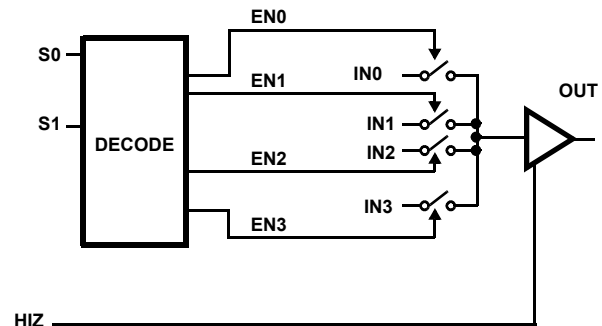 EN0
S0
IN0
EN1
OUT
S1
IN1
DECODE
IN2
EN2
IN3
EN3
HIZ